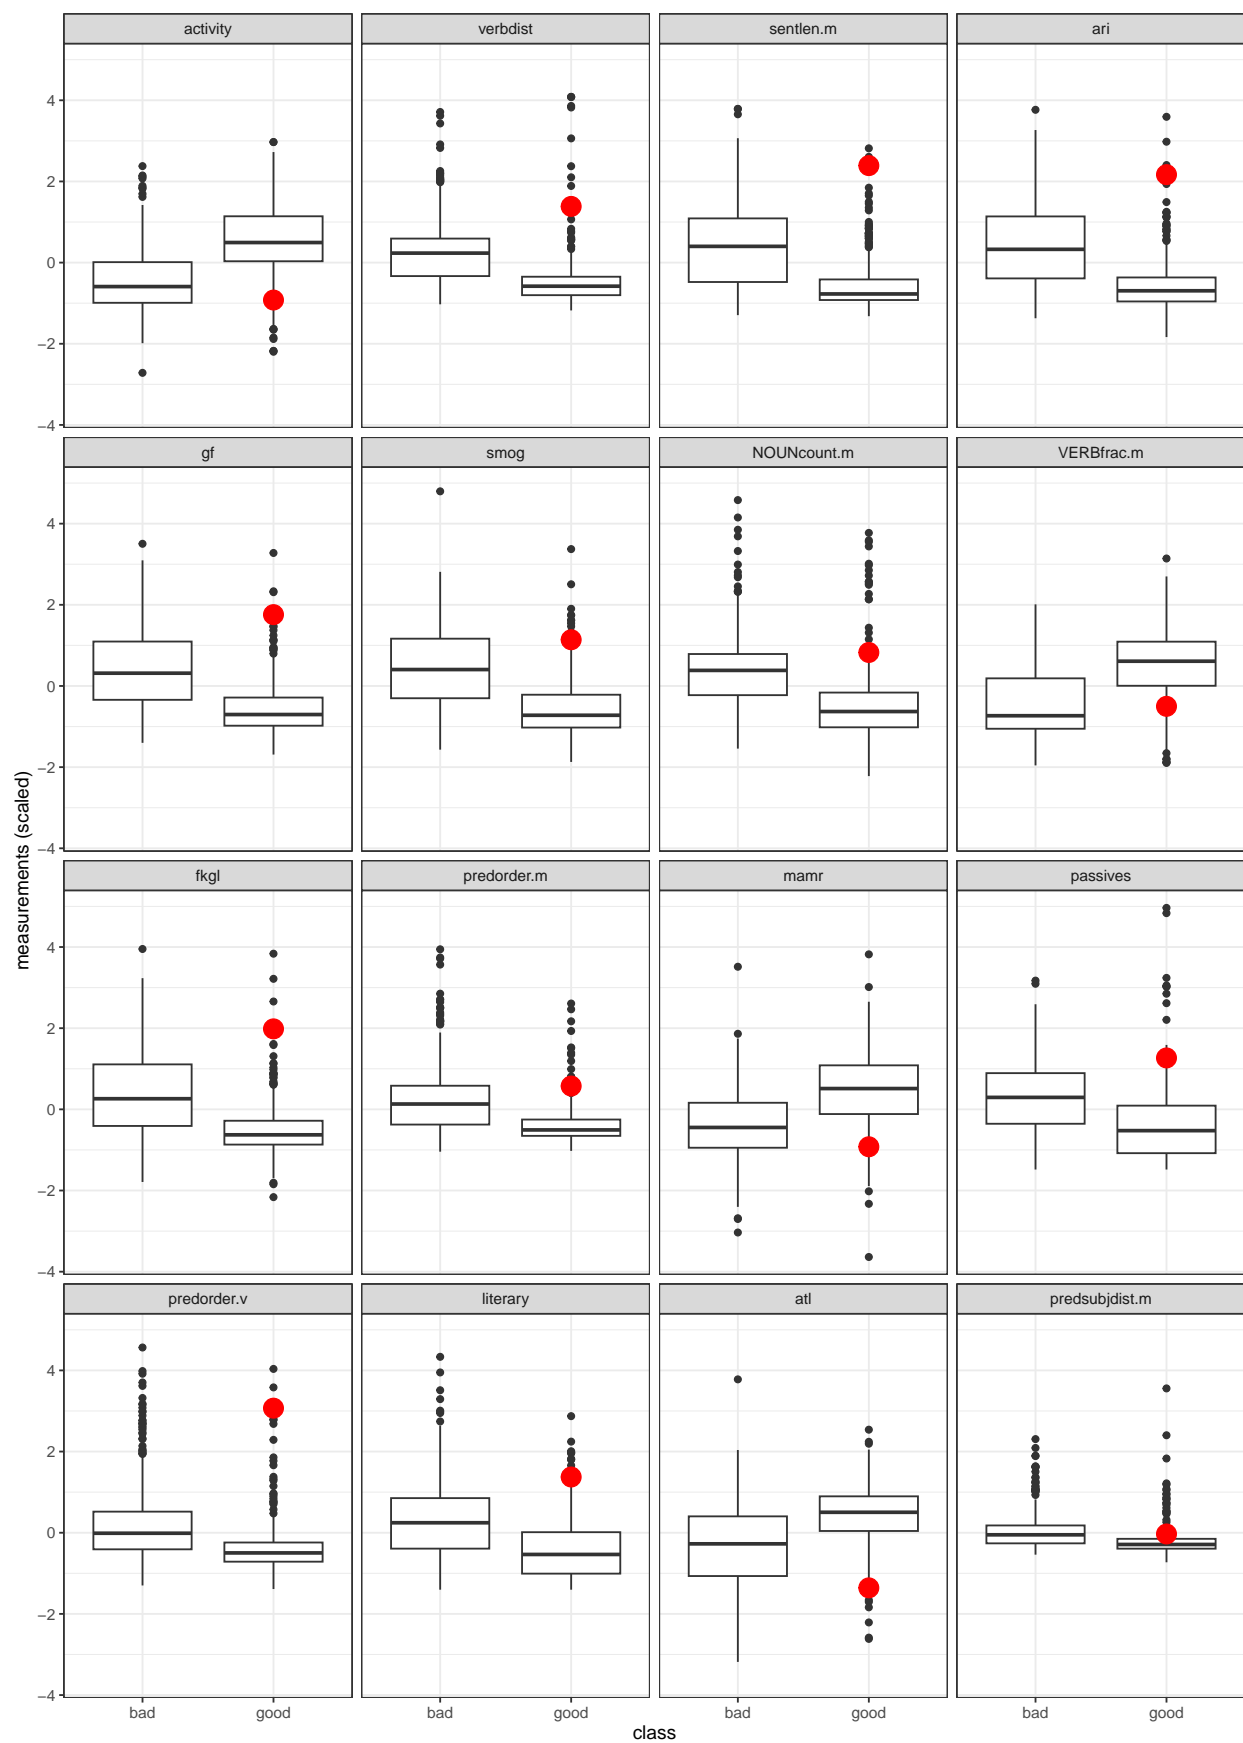 activity verbdist sentlen.m ari
4
2
0
−2
−4
gf smog NOUNcount.m VERBfrac.m
4
2
0
−2
−4
fkgl predorder.m mamr passives
4
2
0
−2
−4
predorder.v literary atl predsubjdist.m
4
2
0
−2
−4
bad good bad good bad good bad good
class
measurements (scaled)